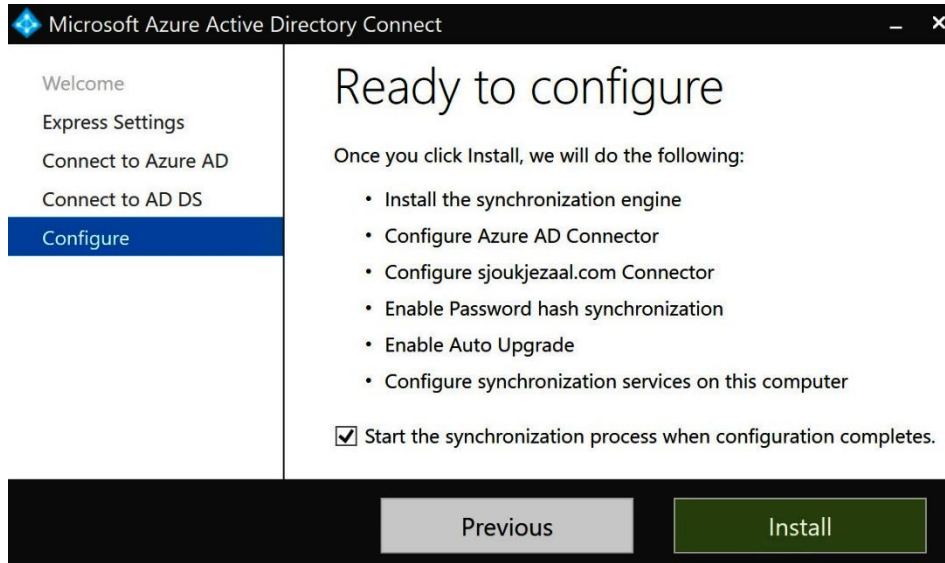 Microsoft Azure Active Directory Connect
Welcome
Express Settings
Connect to Azure AD
Connect to AD DS
Configure
Ready to configure
Once you click Install, we will do the following:
• Install the synchronization engine
• Configure Azure AD Connector
• Configure sjoukjezaal.com Connector
• Enable Password hash synchronization
• Enable Auto Upgrade
• Configure synchronization services on this computer
Start the synchronization process when configuration completes.
Previous
Install